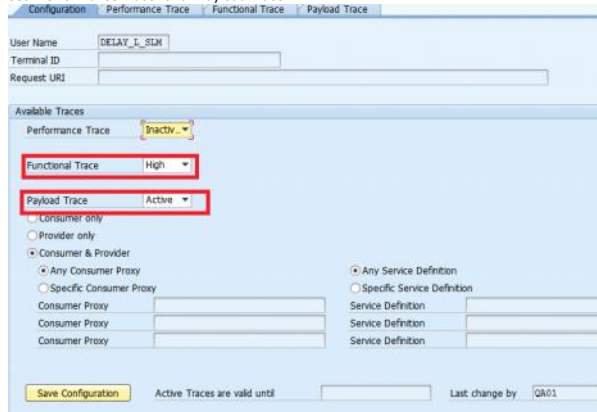 Configuration Performance Trace Functional Trace Payload Trace
User Name DELAY_L_SLM
Terminal ID
Request URI
Available Traces
Performance Trace Inactiv..
Functional Trace High
Payload Trace Active
Consumer only
Provider only
Consumer & Provider
Any Consumer Proxy Any Service Definition
Specific Consumer Proxy Specific Service Definition
Consumer Proxy Service Definition
Consumer Proxy Service Definition
Consumer Proxy Service Definition
Save Configuration Active Traces are valid until Last change by QA01